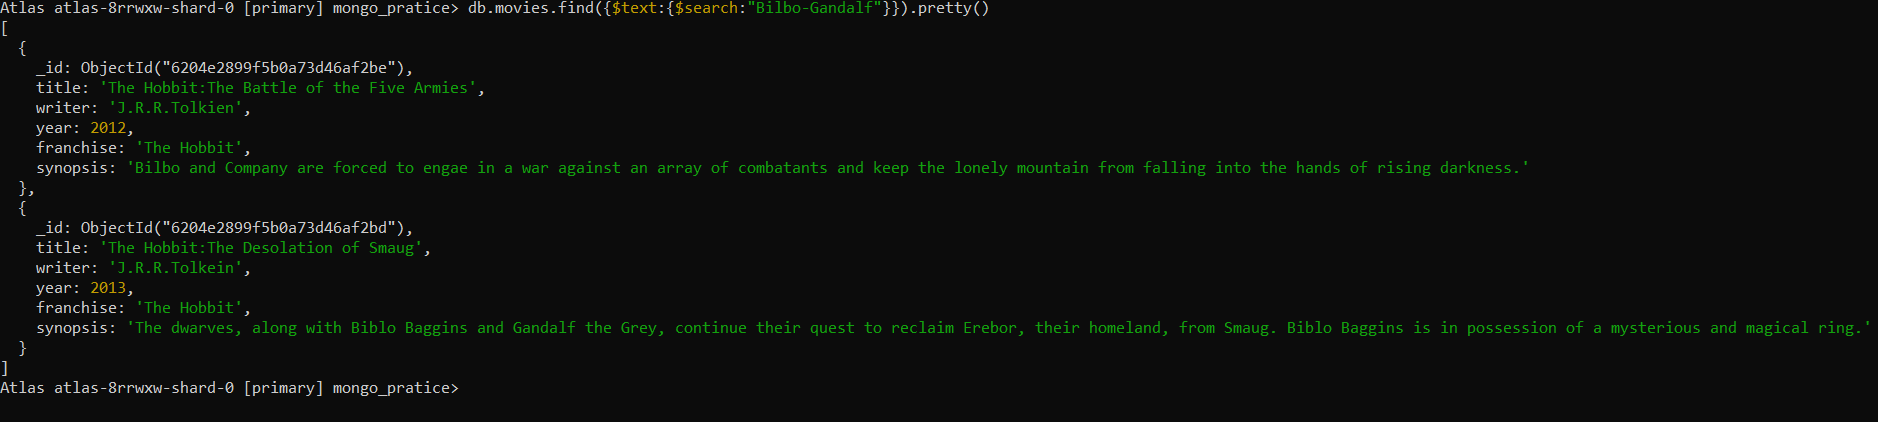 Atlas atlas-8rrwxw-shard-0 [primary] mongo_pratice> db.movies.find({$text:{$search:"Bilbo-Gandalf"}}).pretty()
[
  {
    _id: ObjectId("6204e2899f5b0a73d46af2be"),
    title: 'The Hobbit:The Battle of the Five Armies',
    writer: 'J.R.R.Tolkien',
    year: 2012,
    franchise: 'The Hobbit',
    synopsis: 'Bilbo and Company are forced to engae in a war against an array of combatants and keep the lonely mountain from falling into the hands of rising darkness.'
  },
  {
    _id: ObjectId("6204e2899f5b0a73d46af2bd"),
    title: 'The Hobbit:The Desolation of Smaug',
    writer: 'J.R.R.Tolkein',
    year: 2013,
    franchise: 'The Hobbit',
    synopsis: 'The dwarves, along with Biblo Baggins and Gandalf the Grey, continue their quest to reclaim Erebor, their homeland, from Smaug. Biblo Baggins is in possession of a mysterious and magical ring.'
  }
]
Atlas atlas-8rrwxw-shard-0 [primary] mongo_pratice>